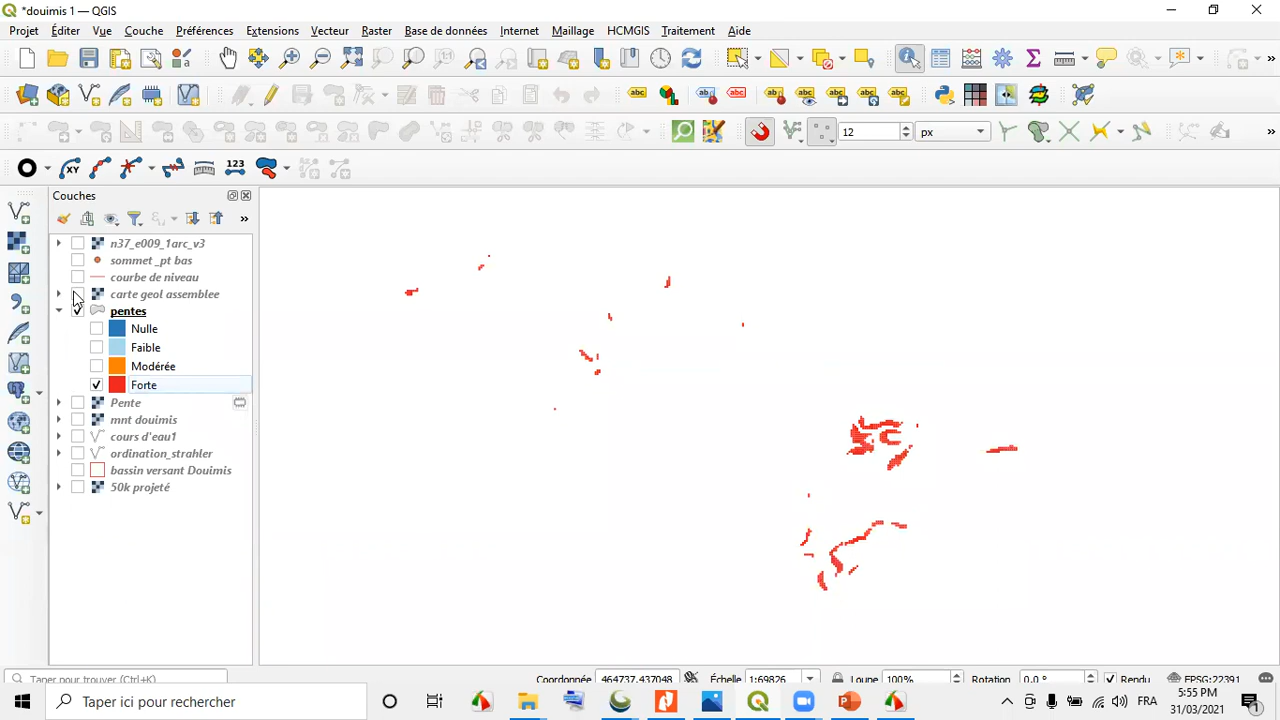 *douimis 1 — QGIS
Projet Éditer Vue Couche Préférences Extensions Vecteur Raster Base de données Internet Maillage HCMGIS Traitement Aide
12 px
XY 123
Couches
n37_e009_1arc_v3
sommet _pt bas
courbe de niveau
carte geol assemblee
pentes
Nulle
Faible
Modérée
Forte
Pente
mnt douimis
cours d'eau1
ordination_strahler
bassin versant Douimis
50k projeté
Taper pour trouver (Ctrl+K) Coordonnée 464737,437048 Échelle 1:69826 Loupe 100% Rotation 0,0 ° Rendu EPSG:22391
Taper ici pour rechercher FRA 5:55 PM
31/03/2021